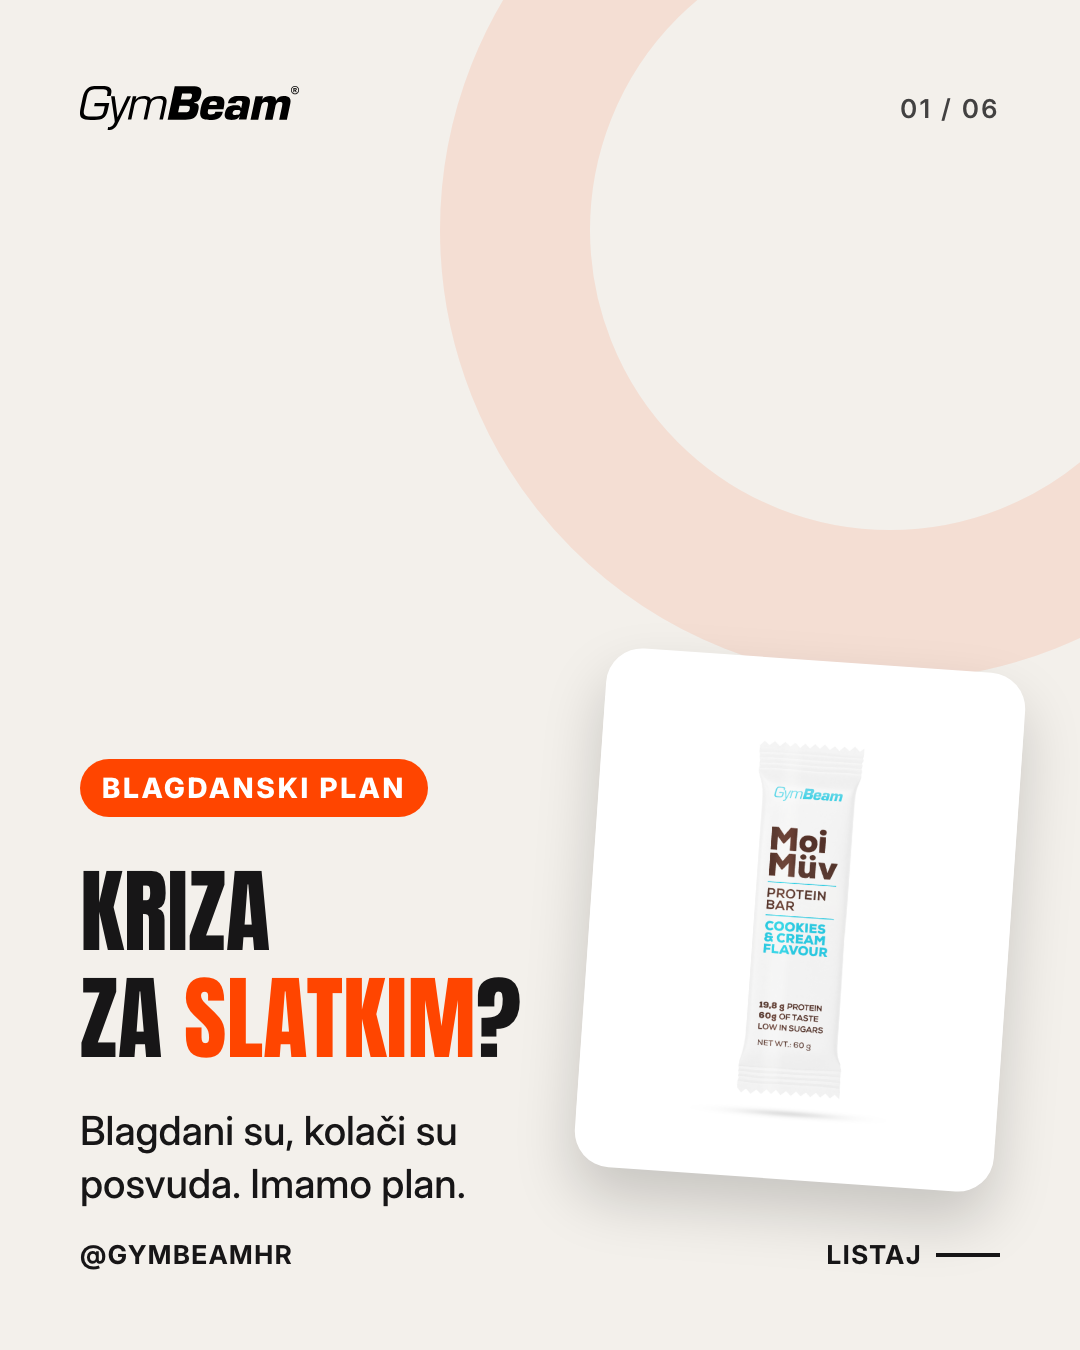 GymBeam®
01 / 06
BLAGDANSKI PLAN
KRIZA
ZA SLATKIM?
Blagdani su, kolači su
posvuda. Imamo plan.
GymBeam
Moi
Müv
PROTEIN
BAR
COOKIES
& CREAM
FLAVOUR
19,8 g PROTEIN
60g OF TASTE
LOW IN SUGARS
NET WT.: 60 g
@GYMBEAMHR
LISTAJ